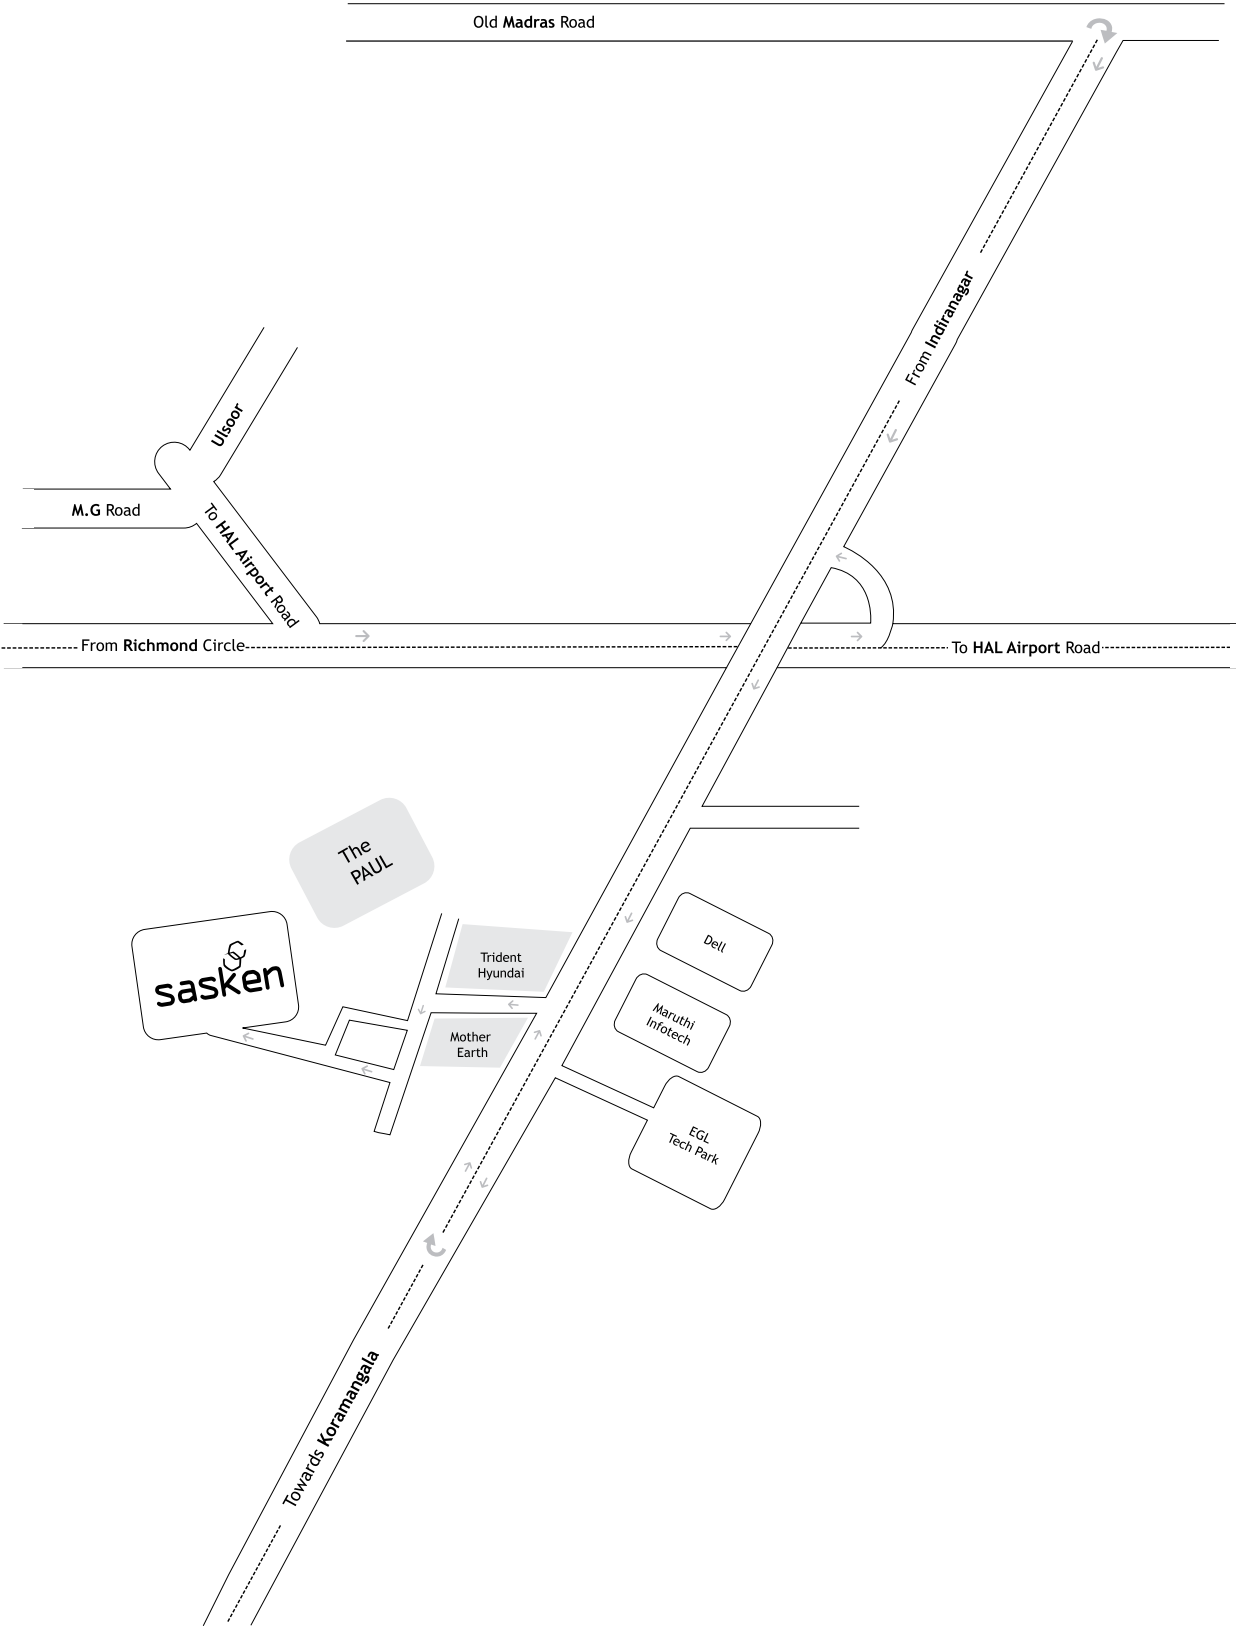 Old Madras Road
From Indiranagar
Ulsoor
M.G Road
To HAL Airport Road
From Richmond Circle
To HAL Airport Road
The
PAUL
sasken
Trident
Hyundai
Mother
Earth
Dell
Maruthi
Infotech
EGL
Tech Park
Towards Koramangala